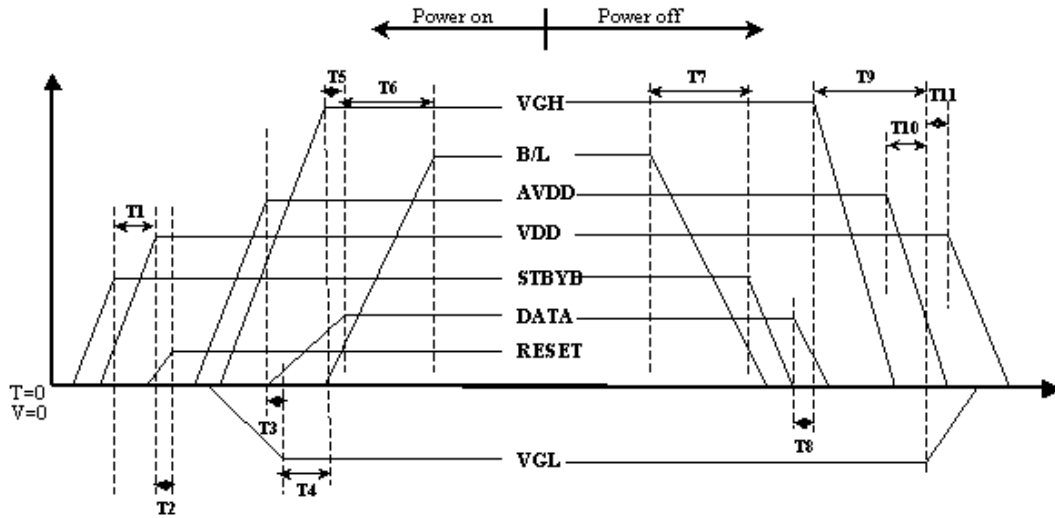 Power on
Power off
T5
T6
T7
T9
T11
VGH
T10
B/L
AVDD
T1
VDD
STBYB
DATA
RESET
T=0
V=0
T3
T8
VGL
T4
T2